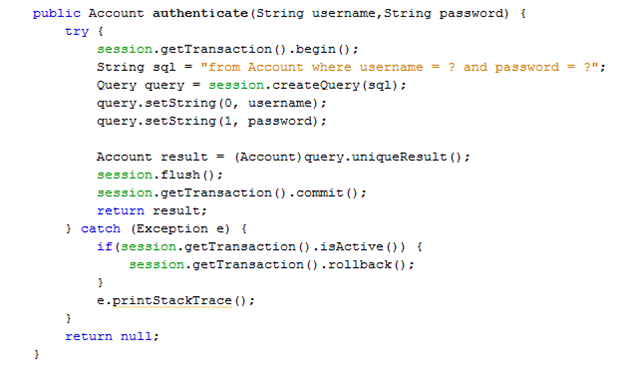 public Account authenticate(String username,String password) {
    try {
        session.getTransaction().begin();
        String sql = "from Account where username = ? and password = ?";
        Query query = session.createQuery(sql);
        query.setString(0, username);
        query.setString(1, password);

        Account result = (Account)query.uniqueResult();
        session.flush();
        session.getTransaction().commit();
        return result;
    } catch (Exception e) {
        if(session.getTransaction().isActive()) {
            session.getTransaction().rollback();
        }
        e.printStackTrace();
    }
    return null;
}